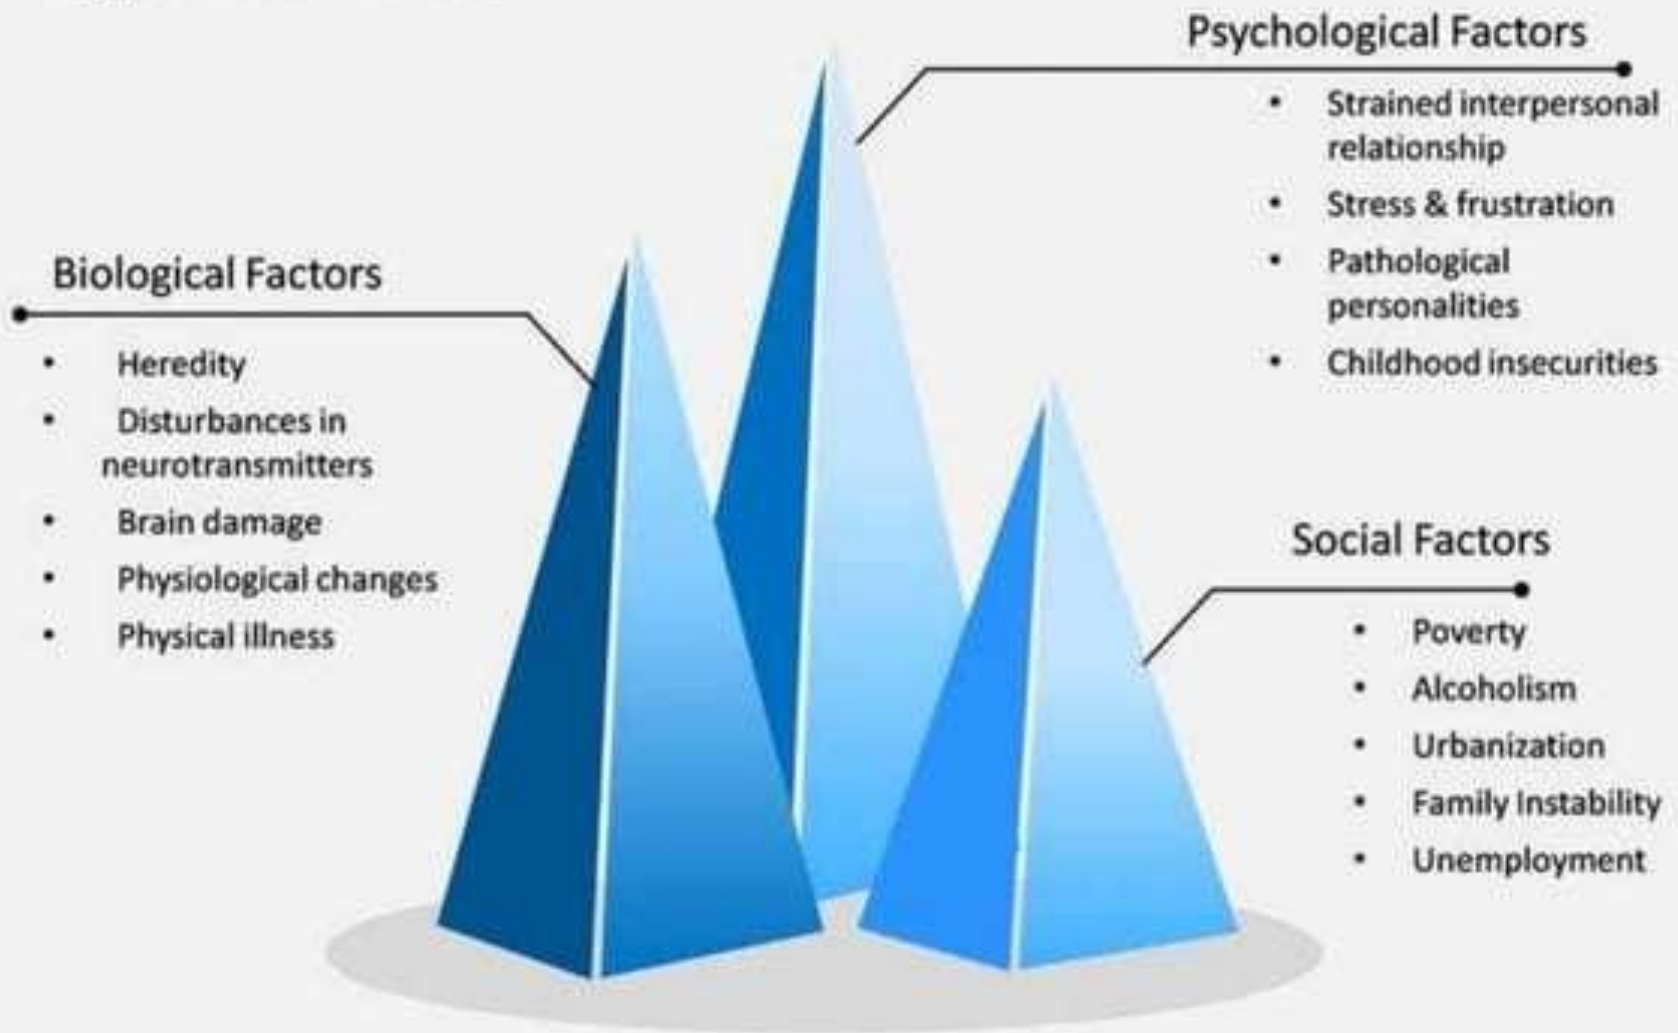 Psychological Factors
• Strained interpersonal
relationship
• Stress & frustration
• Pathological
personalities
• Childhood insecurities
Biological Factors
• Heredity
• Disturbances in
neurotransmitters
• Brain damage
• Physiological changes
• Physical illness
Social Factors
• Poverty
• Alcoholism
• Urbanization
• Family Instability
• Unemployment